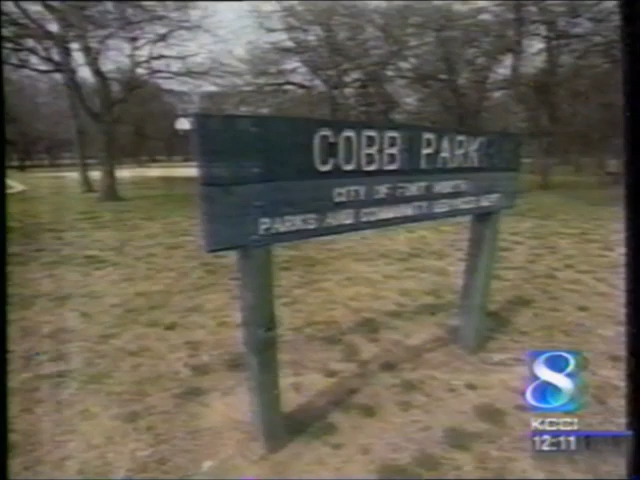 COBB PARK
CITY OF FORT WORTH
PARKS AND COMMUNITY SERVICES DEPT
8
KCCI
12:11